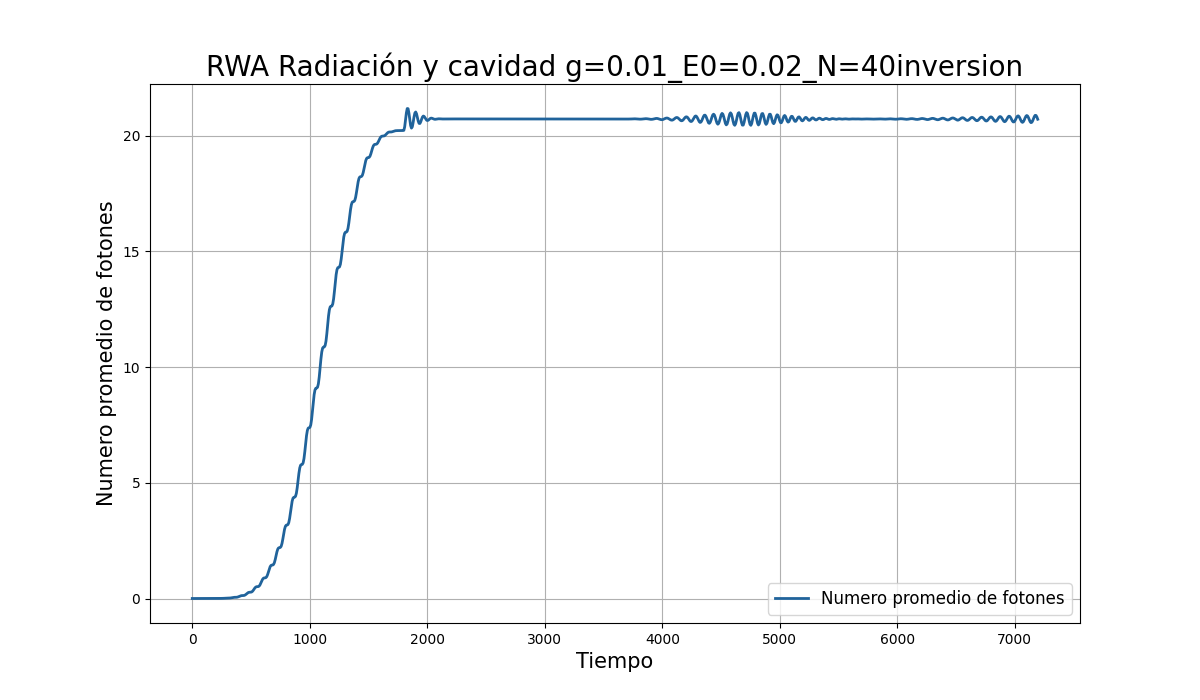 RWA Radiación y cavidad g=0.01_E0=0.02_N=40inversion
Numero promedio de fotones
20
15
10
5
0
Numero promedio de fotones
0 1000 2000 3000 4000 5000 6000 7000
Tiempo